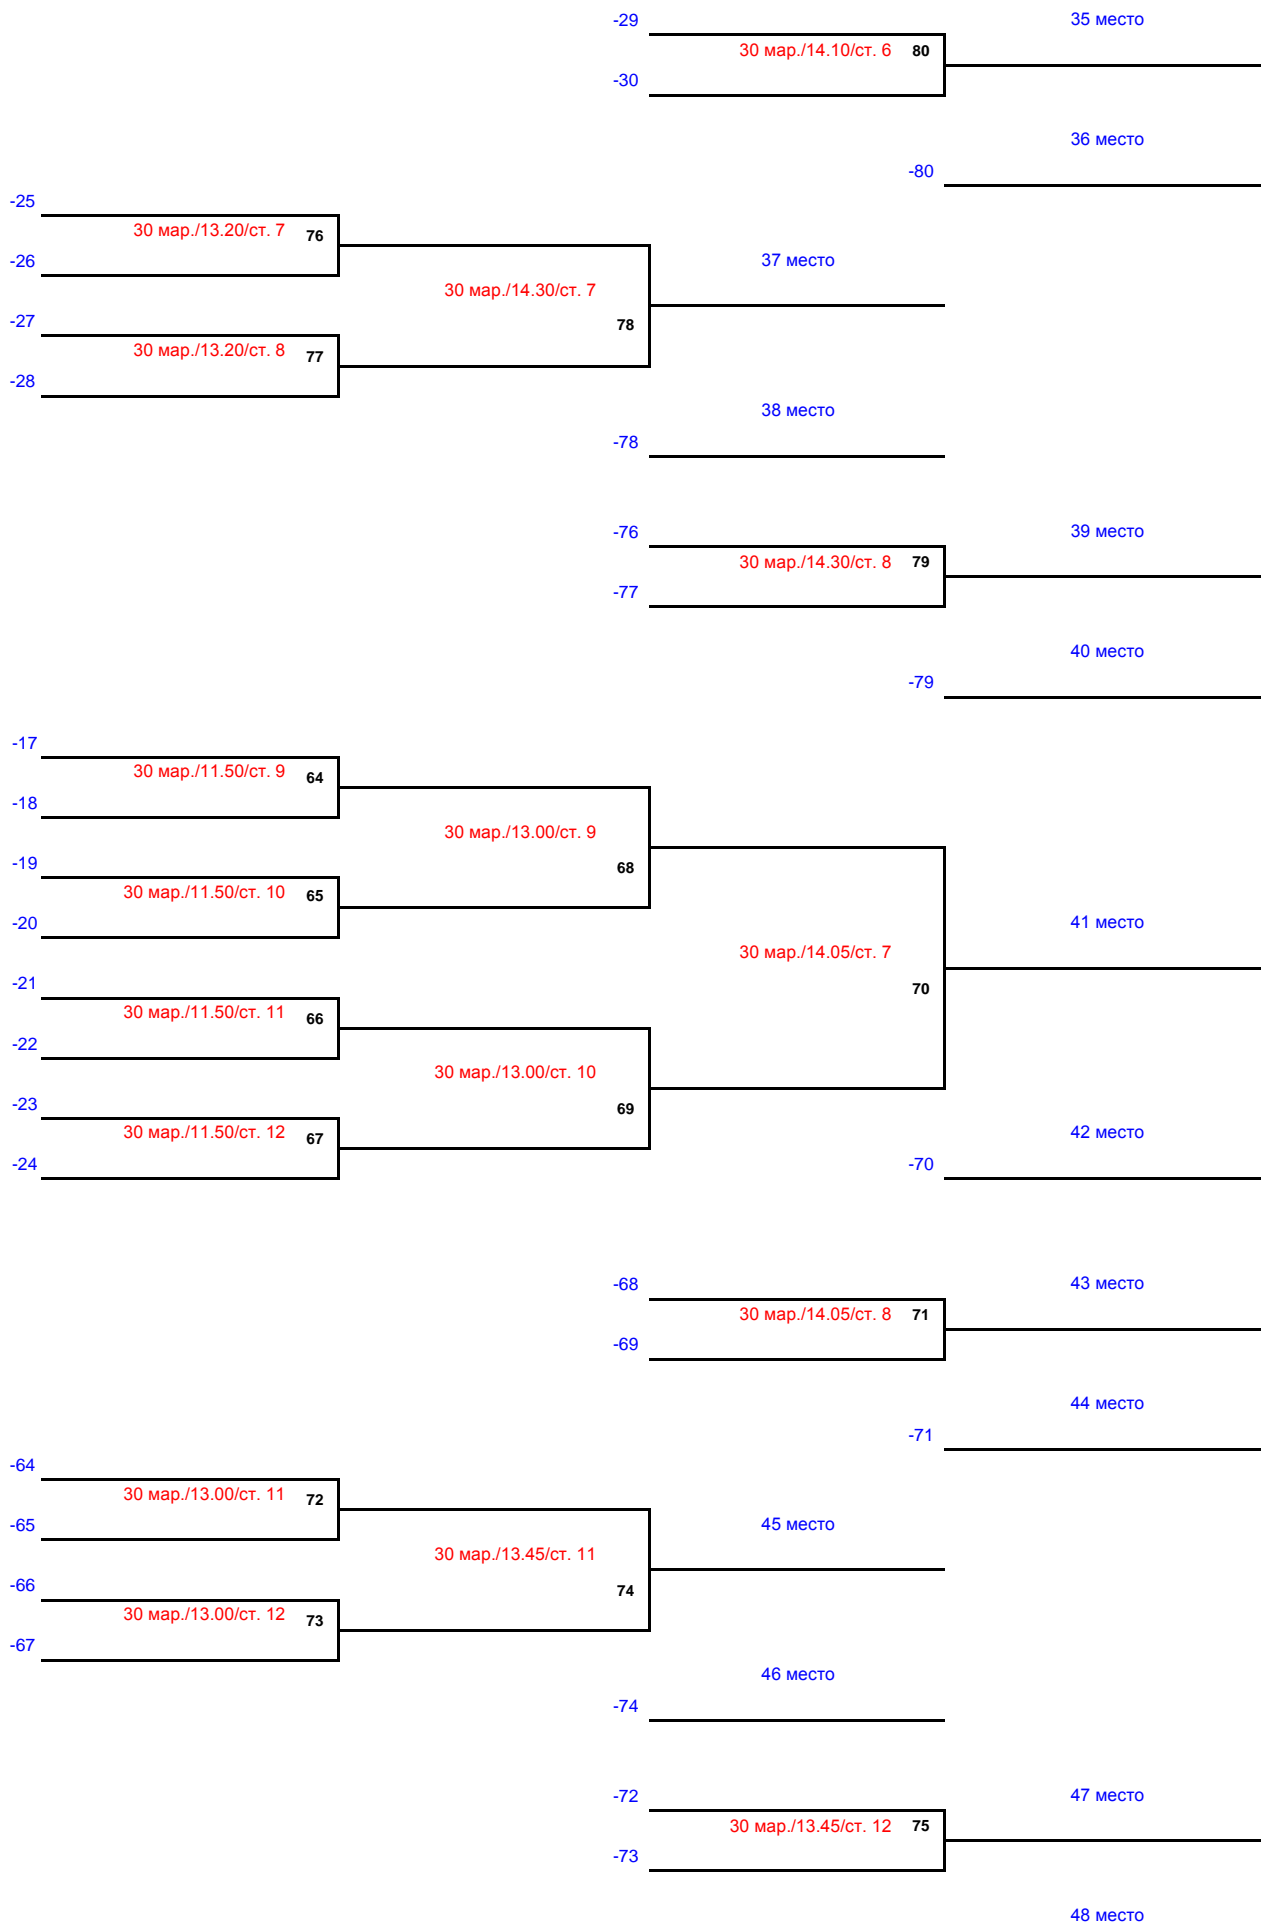 -29
35 место
30 мар./14.10/ст. 6 80
-30
36 место
-80
-25
30 мар./13.20/ст. 7 76
-26
37 место
30 мар./14.30/ст. 7
78
-27
30 мар./13.20/ст. 8 77
-28
38 место
-78
-76
39 место
30 мар./14.30/ст. 8 79
-77
40 место
-79
-17
30 мар./11.50/ст. 9 64
-18
30 мар./13.00/ст. 9
68
-19
30 мар./11.50/ст. 10 65
-20
41 место
30 мар./14.05/ст. 7
70
-21
30 мар./11.50/ст. 11 66
-22
30 мар./13.00/ст. 10
69
-23
30 мар./11.50/ст. 12 67
-24
42 место
-70
-68
43 место
30 мар./14.05/ст. 8 71
-69
44 место
-71
-64
30 мар./13.00/ст. 11 72
-65
45 место
30 мар./13.45/ст. 11
74
-66
30 мар./13.00/ст. 12 73
-67
46 место
-74
-72
47 место
30 мар./13.45/ст. 12 75
-73
48 место